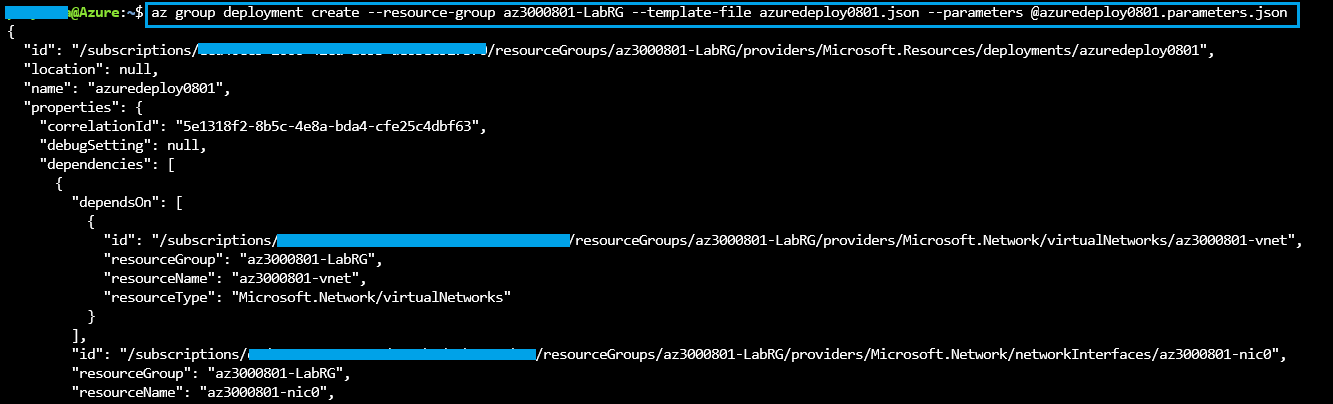 @Azure:~$ az group deployment create --resource-group az3000801-LabRG --template-file azuredeploy0801.json --parameters @azuredeploy0801.parameters.json
{
"id": "/subscriptions/ /resourceGroups/az3000801-LabRG/providers/Microsoft.Resources/deployments/azuredeploy0801",
"location": null,
"name": "azuredeploy0801",
"properties": {
"correlationId": "5e1318f2-8b5c-4e8a-bda4-cfe25c4dbf63",
"debugSetting": null,
"dependencies": [
{
"dependsOn": [
{
"id": "/subscriptions/ /resourceGroups/az3000801-LabRG/providers/Microsoft.Network/virtualNetworks/az3000801-vnet",
"resourceGroup": "az3000801-LabRG",
"resourceName": "az3000801-vnet",
"resourceType": "Microsoft.Network/virtualNetworks"
}
],
"id": "/subscriptions/ /resourceGroups/az3000801-LabRG/providers/Microsoft.Network/networkInterfaces/az3000801-nic0",
"resourceGroup": "az3000801-LabRG",
"resourceName": "az3000801-nic0",